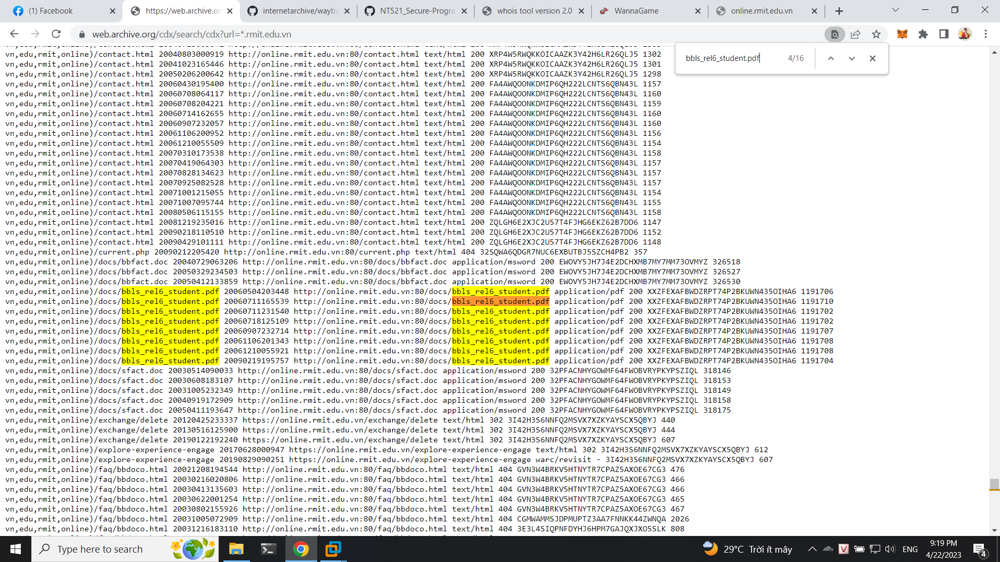 (1) Facebook
https://web.archive.or
internetarchive/wayba
NT521_Secure-Progra
whois tool version 2.0
WannaGame
online.rmit.edu.vn
web.archive.org/cdx/search/cdx?url=*.rmit.edu.vn
bbls_rel6_student.pdf 4/16
vn,edu,rmit,online)/contact.html 20040803000919 http://online.rmit.edu.vn:80/contact.html text/html 200 XRP4W5RWQKKOICAAZK3Y42H6LR26QLJ5 1302
vn,edu,rmit,online)/contact.html 20041023165446 http://online.rmit.edu.vn:80/contact.html text/html 200 XRP4W5RWQKKOICAAZK3Y42H6LR26QLJ5 1301
vn,edu,rmit,online)/contact.html 20050206200642 http://online.rmit.edu.vn:80/contact.html text/html 200 XRP4W5RWQKKOICAAZK3Y42H6LR26QLJ5 1298
vn,edu,rmit,online)/contact.html 20060430195400 http://online.rmit.edu.vn:80/contact.html text/html 200 FA4AWQOONKDMIP6QH222LCNTS6QBN43L 1157
vn,edu,rmit,online)/contact.html 20060708064117 http://online.rmit.edu.vn:80/contact.html text/html 200 FA4AWQOONKDMIP6QH222LCNTS6QBN43L 1160
vn,edu,rmit,online)/contact.html 20060708204221 http://online.rmit.edu.vn:80/contact.html text/html 200 FA4AWQOONKDMIP6QH222LCNTS6QBN43L 1159
vn,edu,rmit,online)/contact.html 20060714162655 http://online.rmit.edu.vn:80/contact.html text/html 200 FA4AWQOONKDMIP6QH222LCNTS6QBN43L 1160
vn,edu,rmit,online)/contact.html 20060907232057 http://online.rmit.edu.vn:80/contact.html text/html 200 FA4AWQOONKDMIP6QH222LCNTS6QBN43L 1160
vn,edu,rmit,online)/contact.html 20061106200952 http://online.rmit.edu.vn:80/contact.html text/html 200 FA4AWQOONKDMIP6QH222LCNTS6QBN43L 1156
vn,edu,rmit,online)/contact.html 20061210055509 http://online.rmit.edu.vn:80/contact.html text/html 200 FA4AWQOONKDMIP6QH222LCNTS6QBN43L 1154
vn,edu,rmit,online)/contact.html 20070310173538 http://online.rmit.edu.vn:80/contact.html text/html 200 FA4AWQOONKDMIP6QH222LCNTS6QBN43L 1158
vn,edu,rmit,online)/contact.html 20070419064303 http://online.rmit.edu.vn:80/contact.html text/html 200 FA4AWQOONKDMIP6QH222LCNTS6QBN43L 1157
vn,edu,rmit,online)/contact.html 20070828134623 http://online.rmit.edu.vn:80/contact.html text/html 200 FA4AWQOONKDMIP6QH222LCNTS6QBN43L 1157
vn,edu,rmit,online)/contact.html 20070925082528 http://online.rmit.edu.vn:80/contact.html text/html 200 FA4AWQOONKDMIP6QH222LCNTS6QBN43L 1157
vn,edu,rmit,online)/contact.html 20071001215055 http://online.rmit.edu.vn:80/contact.html text/html 200 FA4AWQOONKDMIP6QH222LCNTS6QBN43L 1154
vn,edu,rmit,online)/contact.html 20071007095744 http://online.rmit.edu.vn:80/contact.html text/html 200 FA4AWQOONKDMIP6QH222LCNTS6QBN43L 1155
vn,edu,rmit,online)/contact.html 20080506115155 http://online.rmit.edu.vn:80/contact.html text/html 200 FA4AWQOONKDMIP6QH222LCNTS6QBN43L 1158
vn,edu,rmit,online)/contact.html 20081219235016 http://online.rmit.edu.vn:80/contact.html text/html 200 ZQLGH6E2XJC2U57T4FJHG6EKZ62B7DD6 1147
vn,edu,rmit,online)/contact.html 20090218110510 http://online.rmit.edu.vn:80/contact.html text/html 200 ZQLGH6E2XJC2U57T4FJHG6EKZ62B7DD6 1152
vn,edu,rmit,online)/contact.html 20090429101111 http://online.rmit.edu.vn:80/contact.html text/html 200 ZQLGH6E2XJC2U57T4FJHG6EKZ62B7DD6 1148
vn,edu,rmit,online)/current.php 20090212205420 http://online.rmit.edu.vn:80/current.php text/html 404 32SQWA6QDGR7NUC6EXBUTBJ5SZCH4PB2 357
vn,edu,rmit,online)/docs/bbfact.doc 20040729063206 http://online.rmit.edu.vn:80/docs/bbfact.doc application/msword 200 EWOVY5JH7J4E2DCHXMB7MY7MM73OVMYZ 326518
vn,edu,rmit,online)/docs/bbfact.doc 20050329234503 http://online.rmit.edu.vn:80/docs/bbfact.doc application/msword 200 EWOVY5JH7J4E2DCHXMB7MY7MM73OVMYZ 326527
vn,edu,rmit,online)/docs/bbfact.doc 20050412133859 http://online.rmit.edu.vn:80/docs/bbfact.doc application/msword 200 EWOVY5JH7J4E2DCHXMB7MY7MM73OVMYZ 326530
vn,edu,rmit,online)/docs/bbls_rel6_student.pdf 20060504203448 http://online.rmit.edu.vn:80/docs/bbls_rel6_student.pdf application/pdf 200 XXZFEXAFBWDZRPT74P2BKUWN435OIHA6 1191706
vn,edu,rmit,online)/docs/bbls_rel6_student.pdf 20060711165539 http://online.rmit.edu.vn:80/docs/bbls_rel6_student.pdf application/pdf 200 XXZFEXAFBWDZRPT74P2BKUWN435OIHA6 1191710
vn,edu,rmit,online)/docs/bbls_rel6_student.pdf 20060711231540 http://online.rmit.edu.vn:80/docs/bbls_rel6_student.pdf application/pdf 200 XXZFEXAFBWDZRPT74P2BKUWN435OIHA6 1191702
vn,edu,rmit,online)/docs/bbls_rel6_student.pdf 20060718125109 http://online.rmit.edu.vn:80/docs/bbls_rel6_student.pdf application/pdf 200 XXZFEXAFBWDZRPT74P2BKUWN435OIHA6 1191702
vn,edu,rmit,online)/docs/bbls_rel6_student.pdf 20060907232714 http://online.rmit.edu.vn:80/docs/bbls_rel6_student.pdf application/pdf 200 XXZFEXAFBWDZRPT74P2BKUWN435OIHA6 1191707
vn,edu,rmit,online)/docs/bbls_rel6_student.pdf 20061106201343 http://online.rmit.edu.vn:80/docs/bbls_rel6_student.pdf application/pdf 200 XXZFEXAFBWDZRPT74P2BKUWN435OIHA6 1191708
vn,edu,rmit,online)/docs/bbls_rel6_student.pdf 20061210055921 http://online.rmit.edu.vn:80/docs/bbls_rel6_student.pdf application/pdf 200 XXZFEXAFBWDZRPT74P2BKUWN435OIHA6 1191708
vn,edu,rmit,online)/docs/bbls_rel6_student.pdf 20090219195757 http://online.rmit.edu.vn:80/docs/bbls_rel6_student.pdf application/pdf 200 XXZFEXAFBWDZRPT74P2BKUWN435OIHA6 1191704
vn,edu,rmit,online)/docs/sfact.doc 20030514090033 http://online.rmit.edu.vn:80/docs/sfact.doc application/msword 200 32PFACNHYGOWMF64FWOBVRYPKYPSZIQL 318146
vn,edu,rmit,online)/docs/sfact.doc 20030608183107 http://online.rmit.edu.vn:80/docs/sfact.doc application/msword 200 32PFACNHYGOWMF64FWOBVRYPKYPSZIQL 318153
vn,edu,rmit,online)/docs/sfact.doc 20031005232349 http://online.rmit.edu.vn:80/docs/sfact.doc application/msword 200 32PFACNHYGOWMF64FWOBVRYPKYPSZIQL 318149
vn,edu,rmit,online)/docs/sfact.doc 20040919172909 http://online.rmit.edu.vn:80/docs/sfact.doc application/msword 200 32PFACNHYGOWMF64FWOBVRYPKYPSZIQL 318158
vn,edu,rmit,online)/docs/sfact.doc 20050411193647 http://online.rmit.edu.vn:80/docs/sfact.doc application/msword 200 32PFACNHYGOWMF64FWOBVRYPKYPSZIQL 318175
vn,edu,rmit,online)/exchange/delete 20120425233337 https://online.rmit.edu.vn/exchange/delete text/html 302 3I42H3S6NNFQ2MSVX7XZKYAYSCX5QBYJ 440
vn,edu,rmit,online)/exchange/delete 20130516125900 https://online.rmit.edu.vn/exchange/delete text/html 302 3I42H3S6NNFQ2MSVX7XZKYAYSCX5QBYJ 444
vn,edu,rmit,online)/exchange/delete 20190122192240 https://online.rmit.edu.vn/exchange/delete text/html 302 3I42H3S6NNFQ2MSVX7XZKYAYSCX5QBYJ 607
vn,edu,rmit,online)/explore-experience-engage 20170628000947 https://online.rmit.edu.vn/explore-experience-engage text/html 302 3I42H3S6NNFQ2MSVX7XZKYAYSCX5QBYJ 612
vn,edu,rmit,online)/explore-experience-engage 20190829090251 https://online.rmit.edu.vn/explore-experience-engage warc/revisit - 3I42H3S6NNFQ2MSVX7XZKYAYSCX5QBYJ 607
vn,edu,rmit,online)/faq/bbdoco.html 20021208194544 http://online.rmit.edu.vn:80/faq/bbdoco.html text/html 404 GVN3W4BRKV5HTNYTR7CPAZ5AXOE67CG3 476
vn,edu,rmit,online)/faq/bbdoco.html 20030216020806 http://online.rmit.edu.vn:80/faq/bbdoco.html text/html 404 GVN3W4BRKV5HTNYTR7CPAZ5AXOE67CG3 466
vn,edu,rmit,online)/faq/bbdoco.html 20030413135603 http://online.rmit.edu.vn:80/faq/bbdoco.html text/html 404 GVN3W4BRKV5HTNYTR7CPAZ5AXOE67CG3 466
vn,edu,rmit,online)/faq/bbdoco.html 20030622001254 http://online.rmit.edu.vn:80/faq/bbdoco.html text/html 404 GVN3W4BRKV5HTNYTR7CPAZ5AXOE67CG3 465
vn,edu,rmit,online)/faq/bbdoco.html 20030802155926 http://online.rmit.edu.vn:80/faq/bbdoco.html text/html 404 GVN3W4BRKV5HTNYTR7CPAZ5AXOE67CG3 467
vn,edu,rmit,online)/faq/bbdoco.html 20031005072909 http://online.rmit.edu.vn:80/faq/bbdoco.html text/html 404 CGMWAMMSJDPMUPTZ3AA7FNNKK44ZWNQA 2026
vn,edu,rmit,online)/faq/bbdoco.html 20031216183110 http://online.rmit.edu.vn:80/faq/bbdoco.html text/html 404 3E3L4SIQPNFDYHJ6HPM7GAJQXJXO5SLK 808
Type here to search
29°C Trời ít mây
ENG
9:19 PM
4/22/2023
4